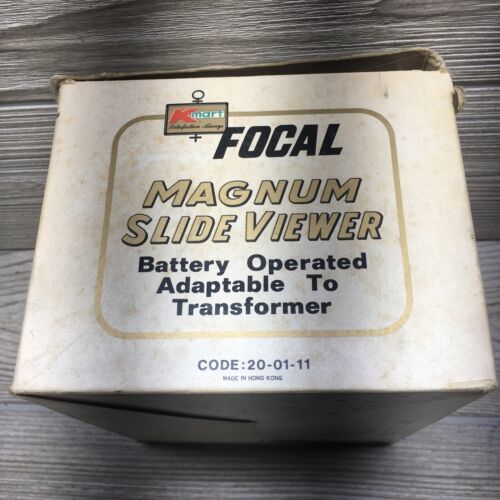 Kmart
Satisfaction Always
FOCAL
MAGNUM
SLIDE VIEWER
Battery Operated
Adaptable To
Transformer
CODE:20-01-11
MADE IN HONG KONG